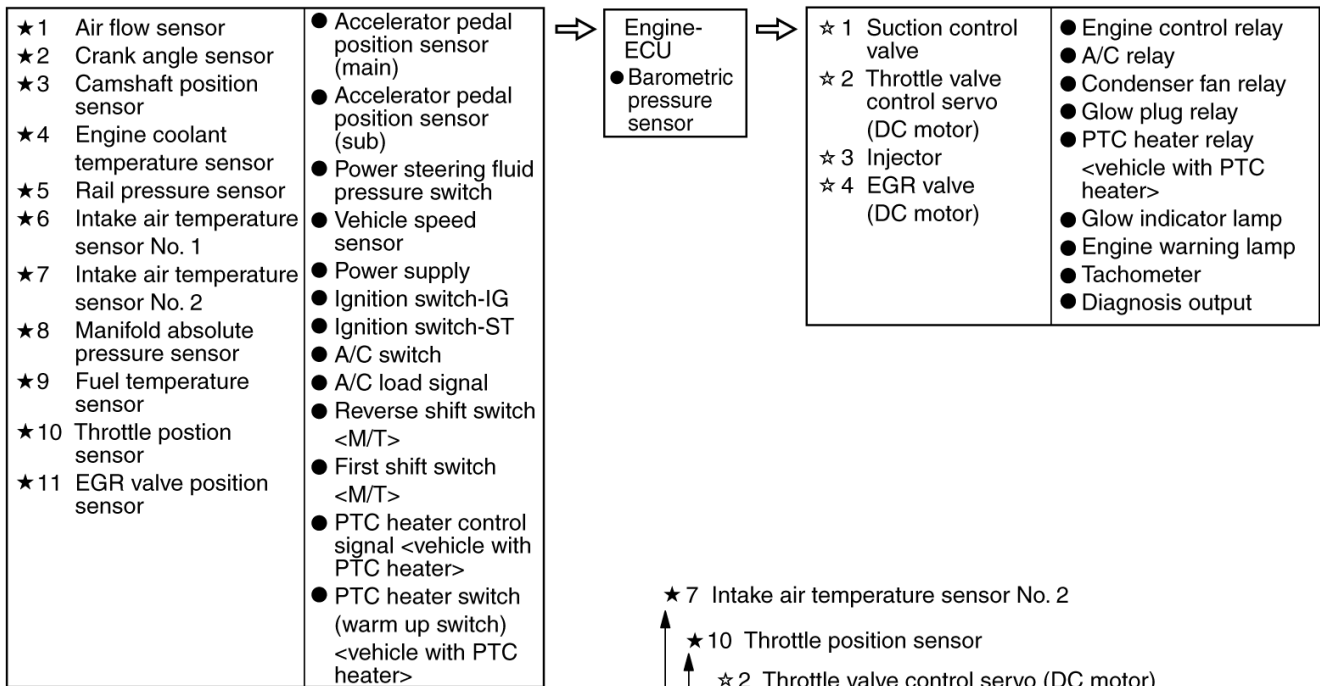 ★1 Air flow sensor
★2 Crank angle sensor
★3 Camshaft position
sensor
★4 Engine coolant
temperature sensor
★5 Rail pressure sensor
★6 Intake air temperature
sensor No. 1
★7 Intake air temperature
sensor No. 2
★8 Manifold absolute
pressure sensor
★9 Fuel temperature
sensor
★10 Throttle postion
sensor
★11 EGR valve position
sensor
● Accelerator pedal
position sensor
(main)
● Accelerator pedal
position sensor
(sub)
● Power steering fluid
pressure switch
● Vehicle speed
sensor
● Power supply
● Ignition switch-IG
● Ignition switch-ST
● A/C switch
● A/C load signal
● Reverse shift switch
<M/T>
● First shift switch
<M/T>
● PTC heater control
signal <vehicle with
PTC heater>
● PTC heater switch
(warm up switch)
<vehicle with PTC
heater>
Engine-
ECU
● Barometric
pressure
sensor
☆1 Suction control
valve
☆2 Throttle valve
control servo
(DC motor)
☆3 Injector
☆4 EGR valve
(DC motor)
● Engine control relay
● A/C relay
● Condenser fan relay
● Glow plug relay
● PTC heater relay
<vehicle with PTC
heater>
● Glow indicator lamp
● Engine warning lamp
● Tachometer
● Diagnosis output
★7 Intake air temperature sensor No. 2
★10 Throttle position sensor
☆2 Throttle valve control servo (DC motor)